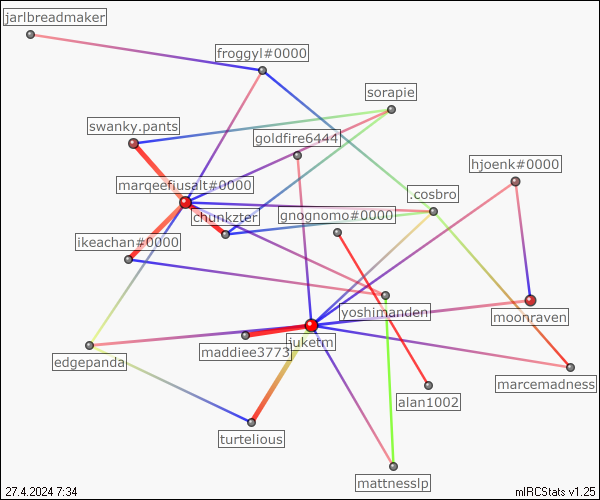 jarlbreadmaker
froggyl#0000
sorapie
swanky.pants
goldfire6444
hjoenk#0000
marqeefiusalt#0000
.cosbro
chunkzter
gnognomo#0000
ikeachan#0000
yoshimanden
moonraven
juketm
maddiee3773
edgepanda
marcemadness
alan1002
turtelious
mattnesslp
27.4.2024 7:34
mIRCStats v1.25